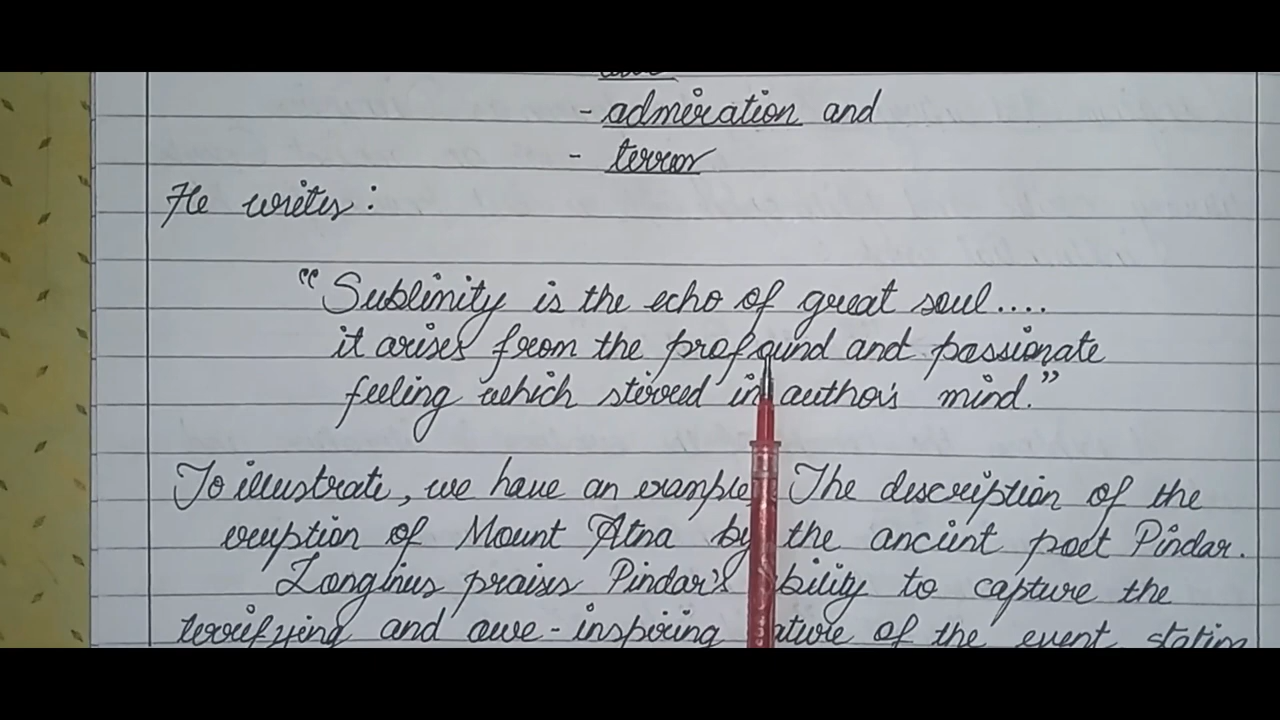 - admiration and
- terror
He writes:
"Sublimity is the echo of great soul....
it arises from the profound and passionate
feeling which stirred in author's mind."
To illustrate, we have an example. The description of the
eruption of Mount Atna by the ancient poet Pindar.
Longinus praises Pindar's ability to capture the
terrifying and awe-inspiring nature of the event